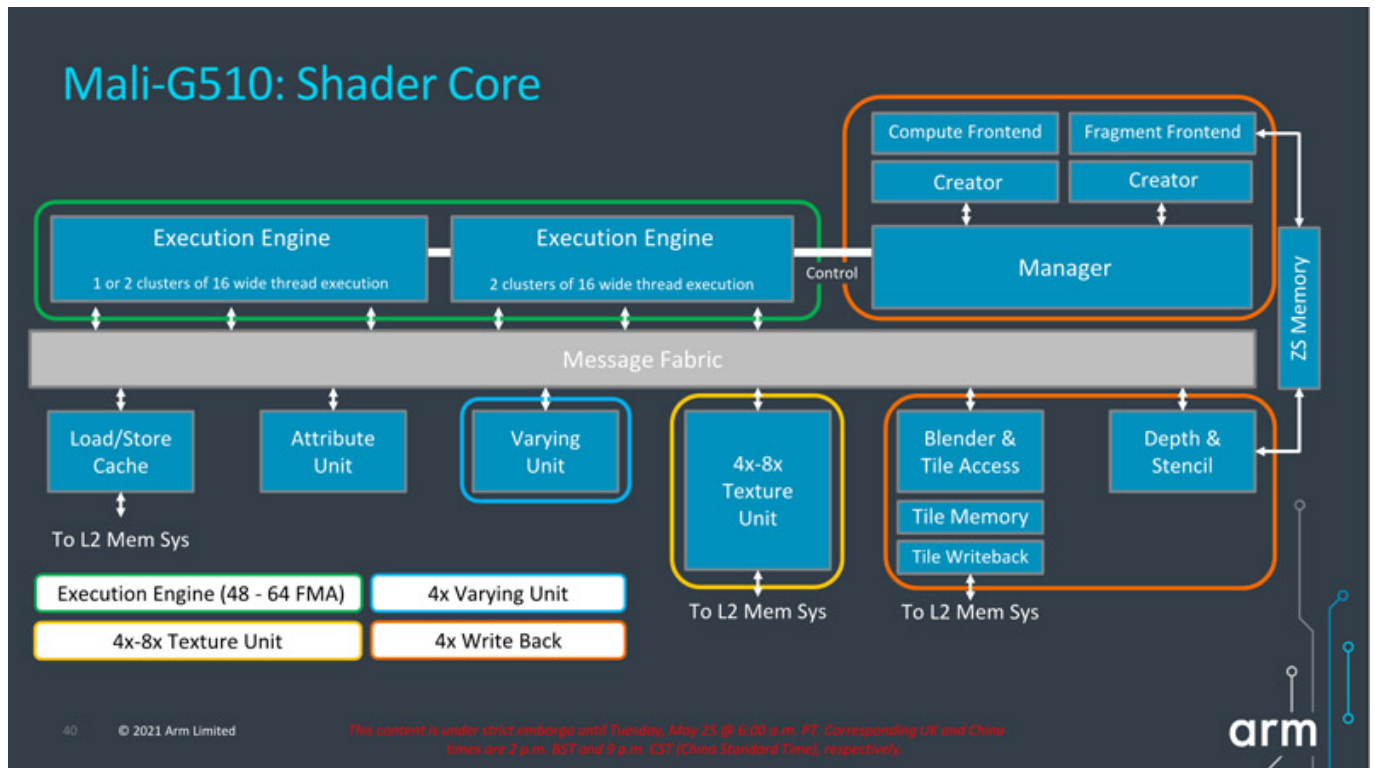 Mali-G510: Shader Core
Compute Frontend
Fragment Frontend
Creator
Creator
Execution Engine
1 or 2 clusters of 16 wide thread execution
Execution Engine
2 clusters of 16 wide thread execution
Control
Manager
ZS Memory
Message Fabric
Load/Store
Cache
Attribute
Unit
Varying
Unit
4x-8x
Texture
Unit
Blender &
Tile Access
Depth &
Stencil
Tile Memory
Tile Writeback
To L2 Mem Sys
To L2 Mem Sys
To L2 Mem Sys
Execution Engine (48 - 64 FMA)
4x Varying Unit
4x-8x Texture Unit
4x Write Back
40
© 2021 Arm Limited
This content is under strict embargo until Tuesday, May 25 @ 6:00 a.m. PT. Corresponding UK and China
times are 2 p.m. BST and 9 p.m. CST (China Standard Time), respectively.
arm